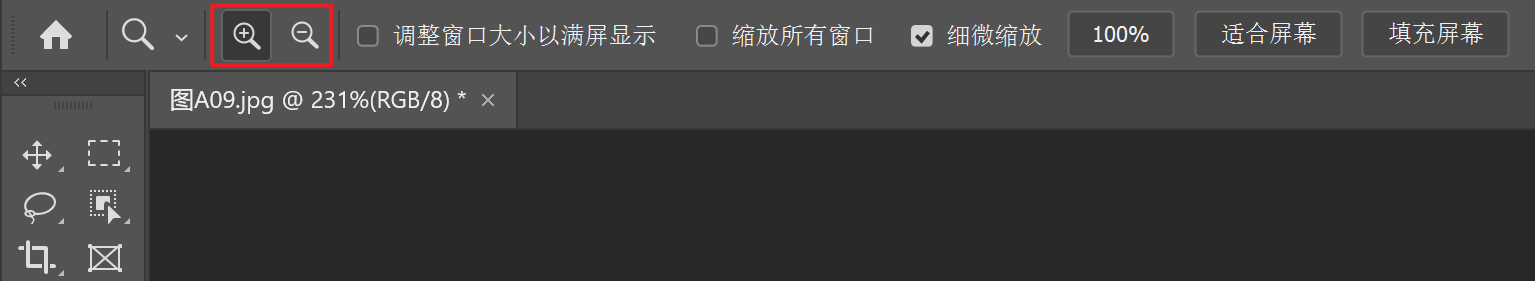 调整窗口大小以满屏显示 缩放所有窗口 细微缩放 100% 适合屏幕 填充屏幕
图A09.jpg @ 231%(RGB/8) * ×